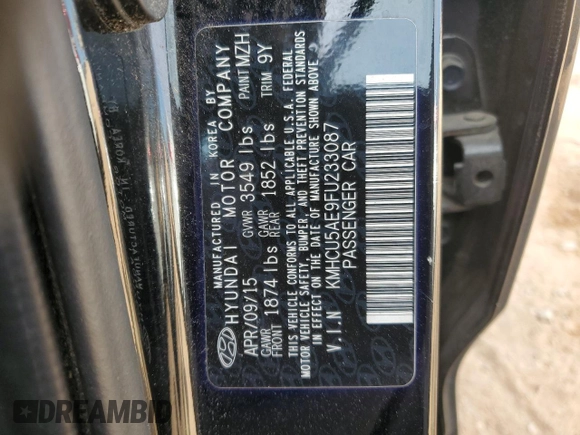 MANUFACTURED IN KOREA BY
HYUNDAI MOTOR COMPANY
APR/09/15 GVWR 3549 lbs PAINT MZH
GAWR FRONT 1874 lbs GAWR REAR 1852 lbs TRIM 9Y
THIS VEHICLE CONFORMS TO ALL APPLICABLE U.S.A. FEDERAL
MOTOR VEHICLE SAFETY, BUMPER, AND THEFT PREVENTION STANDARDS
IN EFFECT ON THE DATE OF MANUFACTURE SHOWN ABOVE
V.I.N KMHCU5AE9FU233087
PASSENGER CAR
DREAMBID